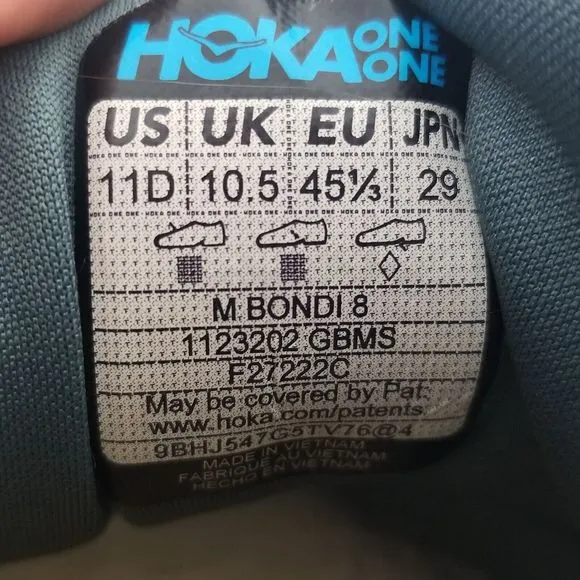 HOKA ONE ONE
US UK EU JPN
11D 10.5 45⅓ 29
M BONDI 8
1123202 GBMS
F27222C
May be covered by Pat.
www.hoka.com/patents
9BHJ547G5TV76@4
MADE IN VIETNAM
FABRIQUÉ AU VIETNAM
HECHO EN VIETNAM